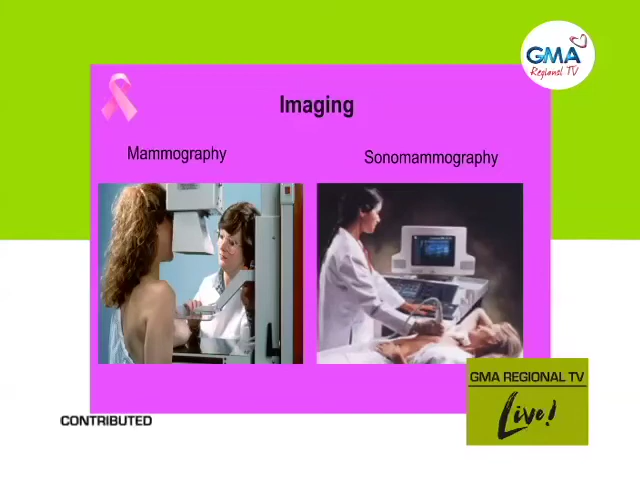 GMA
Regional TV
Imaging
Mammography
Sonomammography
GMA REGIONAL TV
Live!
CONTRIBUTED